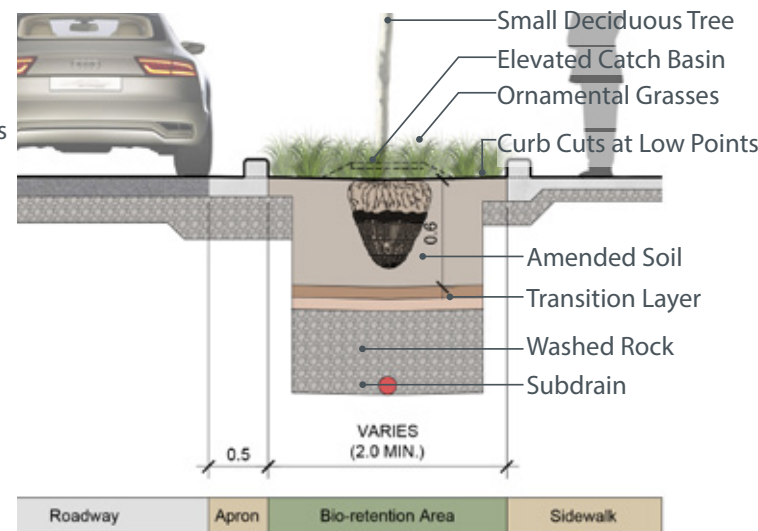 Small Deciduous Tree
Elevated Catch Basin
Ornamental Grasses
s
Curb Cuts at Low Points
0.6
Amended Soil
Transition Layer
Washed Rock
Subdrain
0.5
VARIES
(2.0 MIN.)
Roadway
Apron
Bio-retention Area
Sidewalk